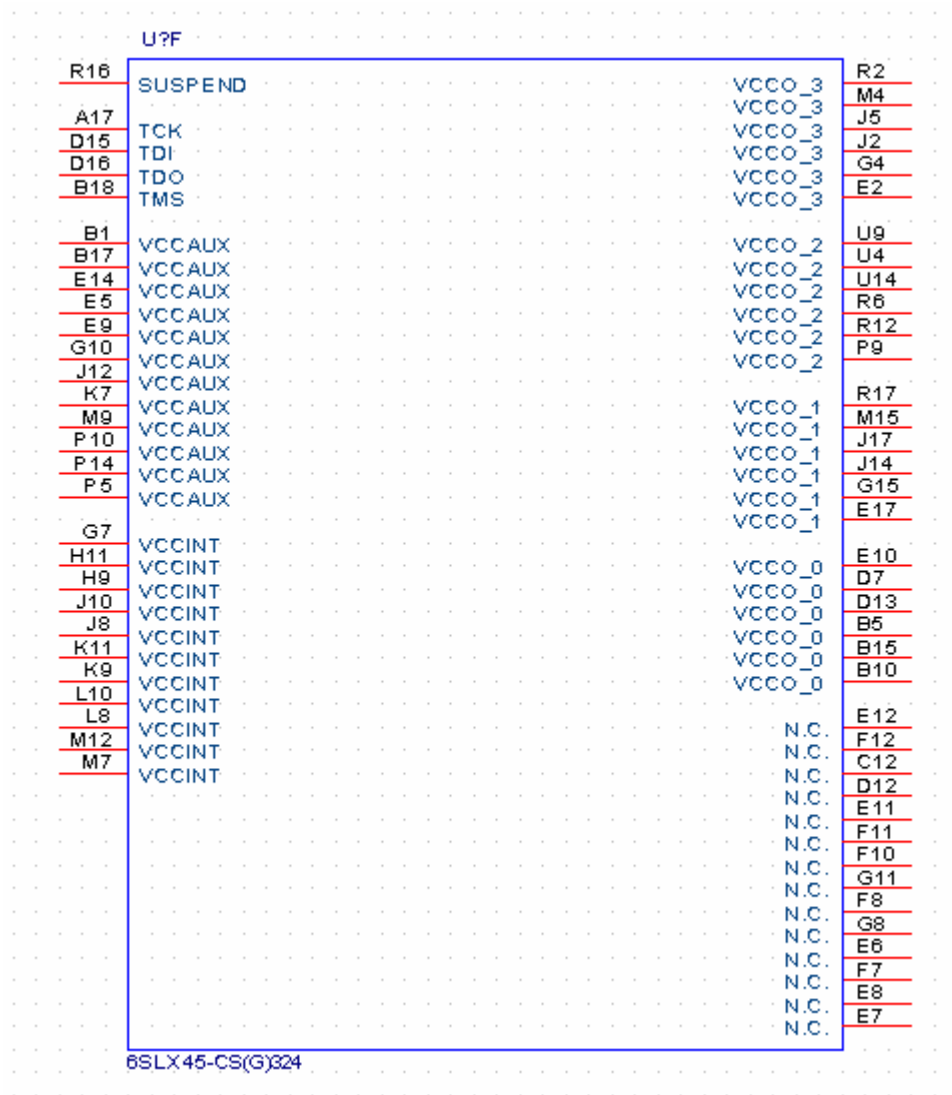 U?F
R16 SUSPEND VCCO_3 R2
VCCO_3 M4
A17 TCK VCCO_3 J5
D15 TDI VCCO_3 J2
D16 TDO VCCO_3 G4
B18 TMS VCCO_3 E2
B1 VCCAUX VCCO_2 U9
B17 VCCAUX VCCO_2 U4
E14 VCCAUX VCCO_2 U14
E5 VCCAUX VCCO_2 R6
E9 VCCAUX VCCO_2 R12
G10 VCCAUX VCCO_2 P9
J12 VCCAUX
K7 VCCAUX VCCO_1 R17
M9 VCCAUX VCCO_1 M15
P10 VCCAUX VCCO_1 J17
P14 VCCAUX VCCO_1 J14
P5 VCCAUX VCCO_1 G15
VCCO_1 E17
G7 VCCINT
H11 VCCINT VCCO_0 E10
H9 VCCINT VCCO_0 D7
J10 VCCINT VCCO_0 D13
J8 VCCINT VCCO_0 B5
K11 VCCINT VCCO_0 B15
K9 VCCINT VCCO_0 B10
L10 VCCINT
L8 VCCINT N.C. E12
M12 VCCINT N.C. F12
M7 VCCINT N.C. C12
N.C. D12
N.C. E11
N.C. F11
N.C. F10
N.C. G11
N.C. F8
N.C. G8
N.C. E6
N.C. F7
N.C. E8
N.C. E7
6SLX45-CS(G)324